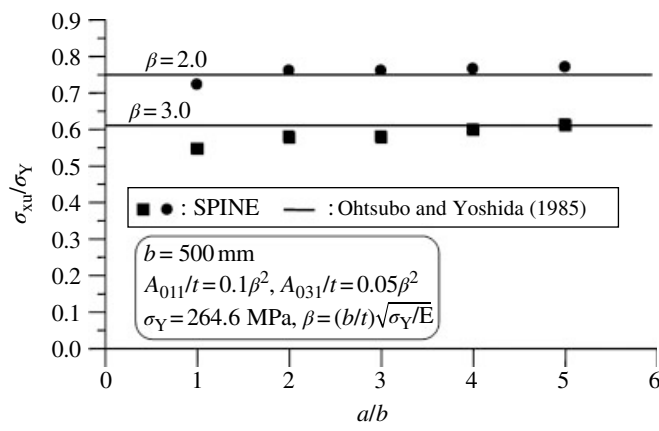 0.9
0.8
0.7
0.6
0.5
0.4
0.3
0.2
0.1
0.0
σxu/σY
β=2.0
β=3.0
■ ● : SPINE — : Ohtsubo and Yoshida (1985)
b = 500 mm
A011/t = 0.1β², A031/t = 0.05β²
σY = 264.6 MPa, β = (b/t)√σY/E
0 1 2 3 4 5 6
a/b